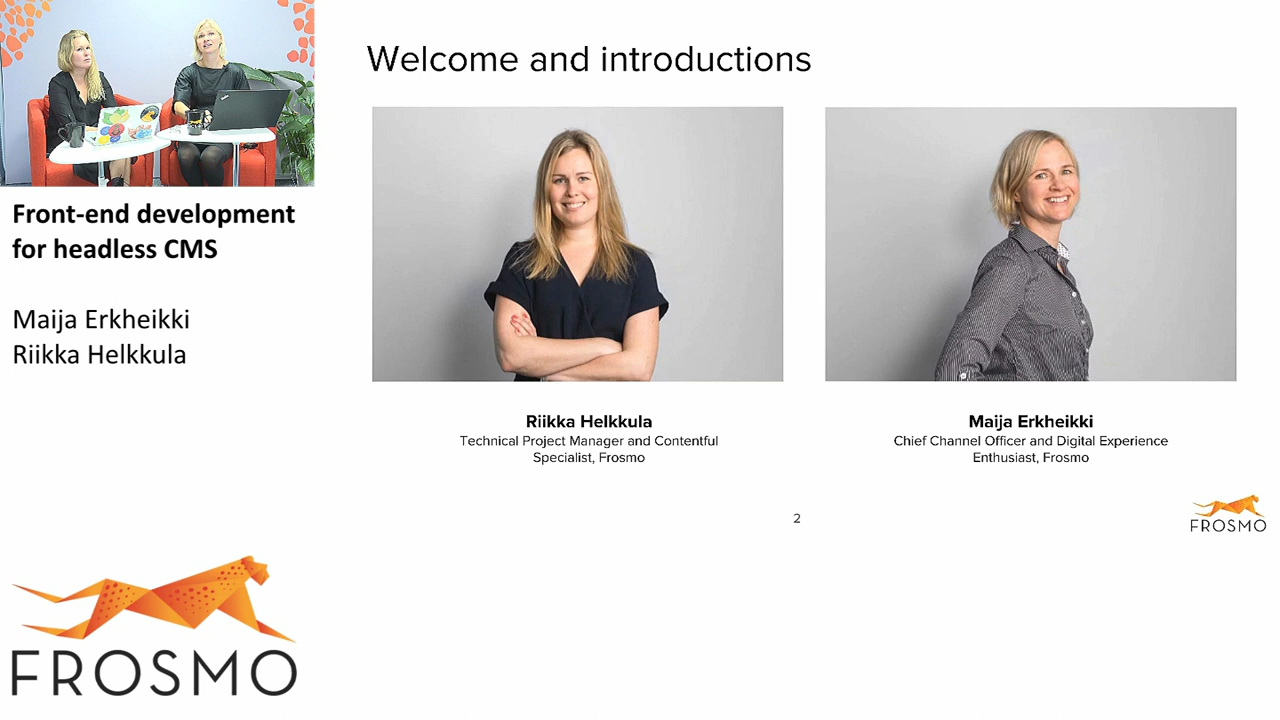 Front-end development
for headless CMS
Maija Erkheikki
Riikka Helkkula
FROSMO
Welcome and introductions
Riikka Helkkula
Technical Project Manager and Contentful
Specialist, Frosmo
Maija Erkheikki
Chief Channel Officer and Digital Experience
Enthusiast, Frosmo
2
FROSMO